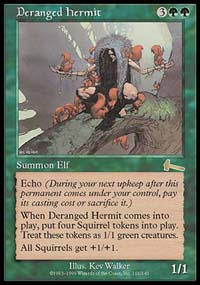 Deranged Hermit 3
Summon Elf
Echo (During your next upkeep after this
permanent comes under your control, pay
its casting cost or sacrifice it.)
When Deranged Hermit comes into
play, put four Squirrel tokens into play.
Treat these tokens as 1/1 green creatures.
All Squirrels get +1/+1.
Illus. Kev Walker
1/1